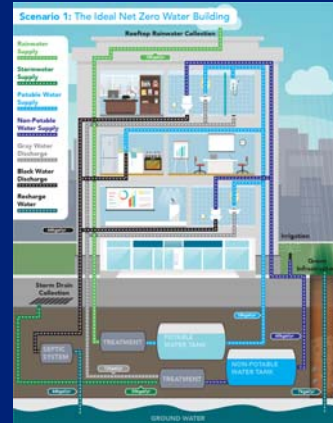 Scenario 1: The Ideal Net Zero Water Building
Rooftop Rainwater Collection
Rainwater
Supply
Stormwater
Supply
Potable Water
Supply
Non-Potable
Water Supply
Gray Water
Discharge
Black Water
Discharge
Recharge
Water
Irrigation
Green
Storm Drain
Collection
SEPTIC
SYSTEM
TREATMENT
POTABLE
WATER TANK
TREATMENT
NON-POTABLE
WATER TANK
GROUND WATER